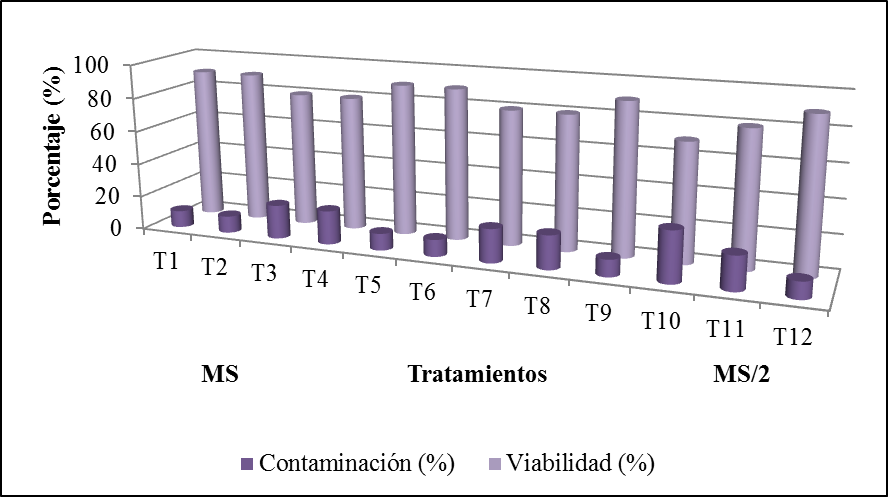 Porcentaje (%)
100
80
60
40
20
0
T1
T2
T3
T4
T5
T6
T7
T8
T9
T10
T11
T12
MS Tratamientos MS/2
Contaminación (%) Viabilidad (%)